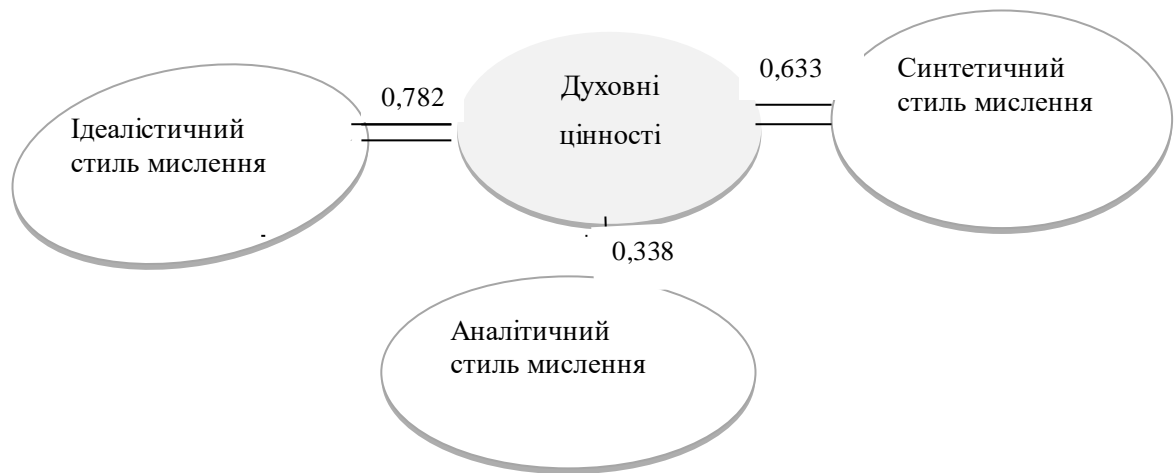 Ідеалістичний
стиль мислення
0,782
Духовні
цінності
0,633
Синтетичний
стиль мислення
0,338
Аналітичний
стиль мислення